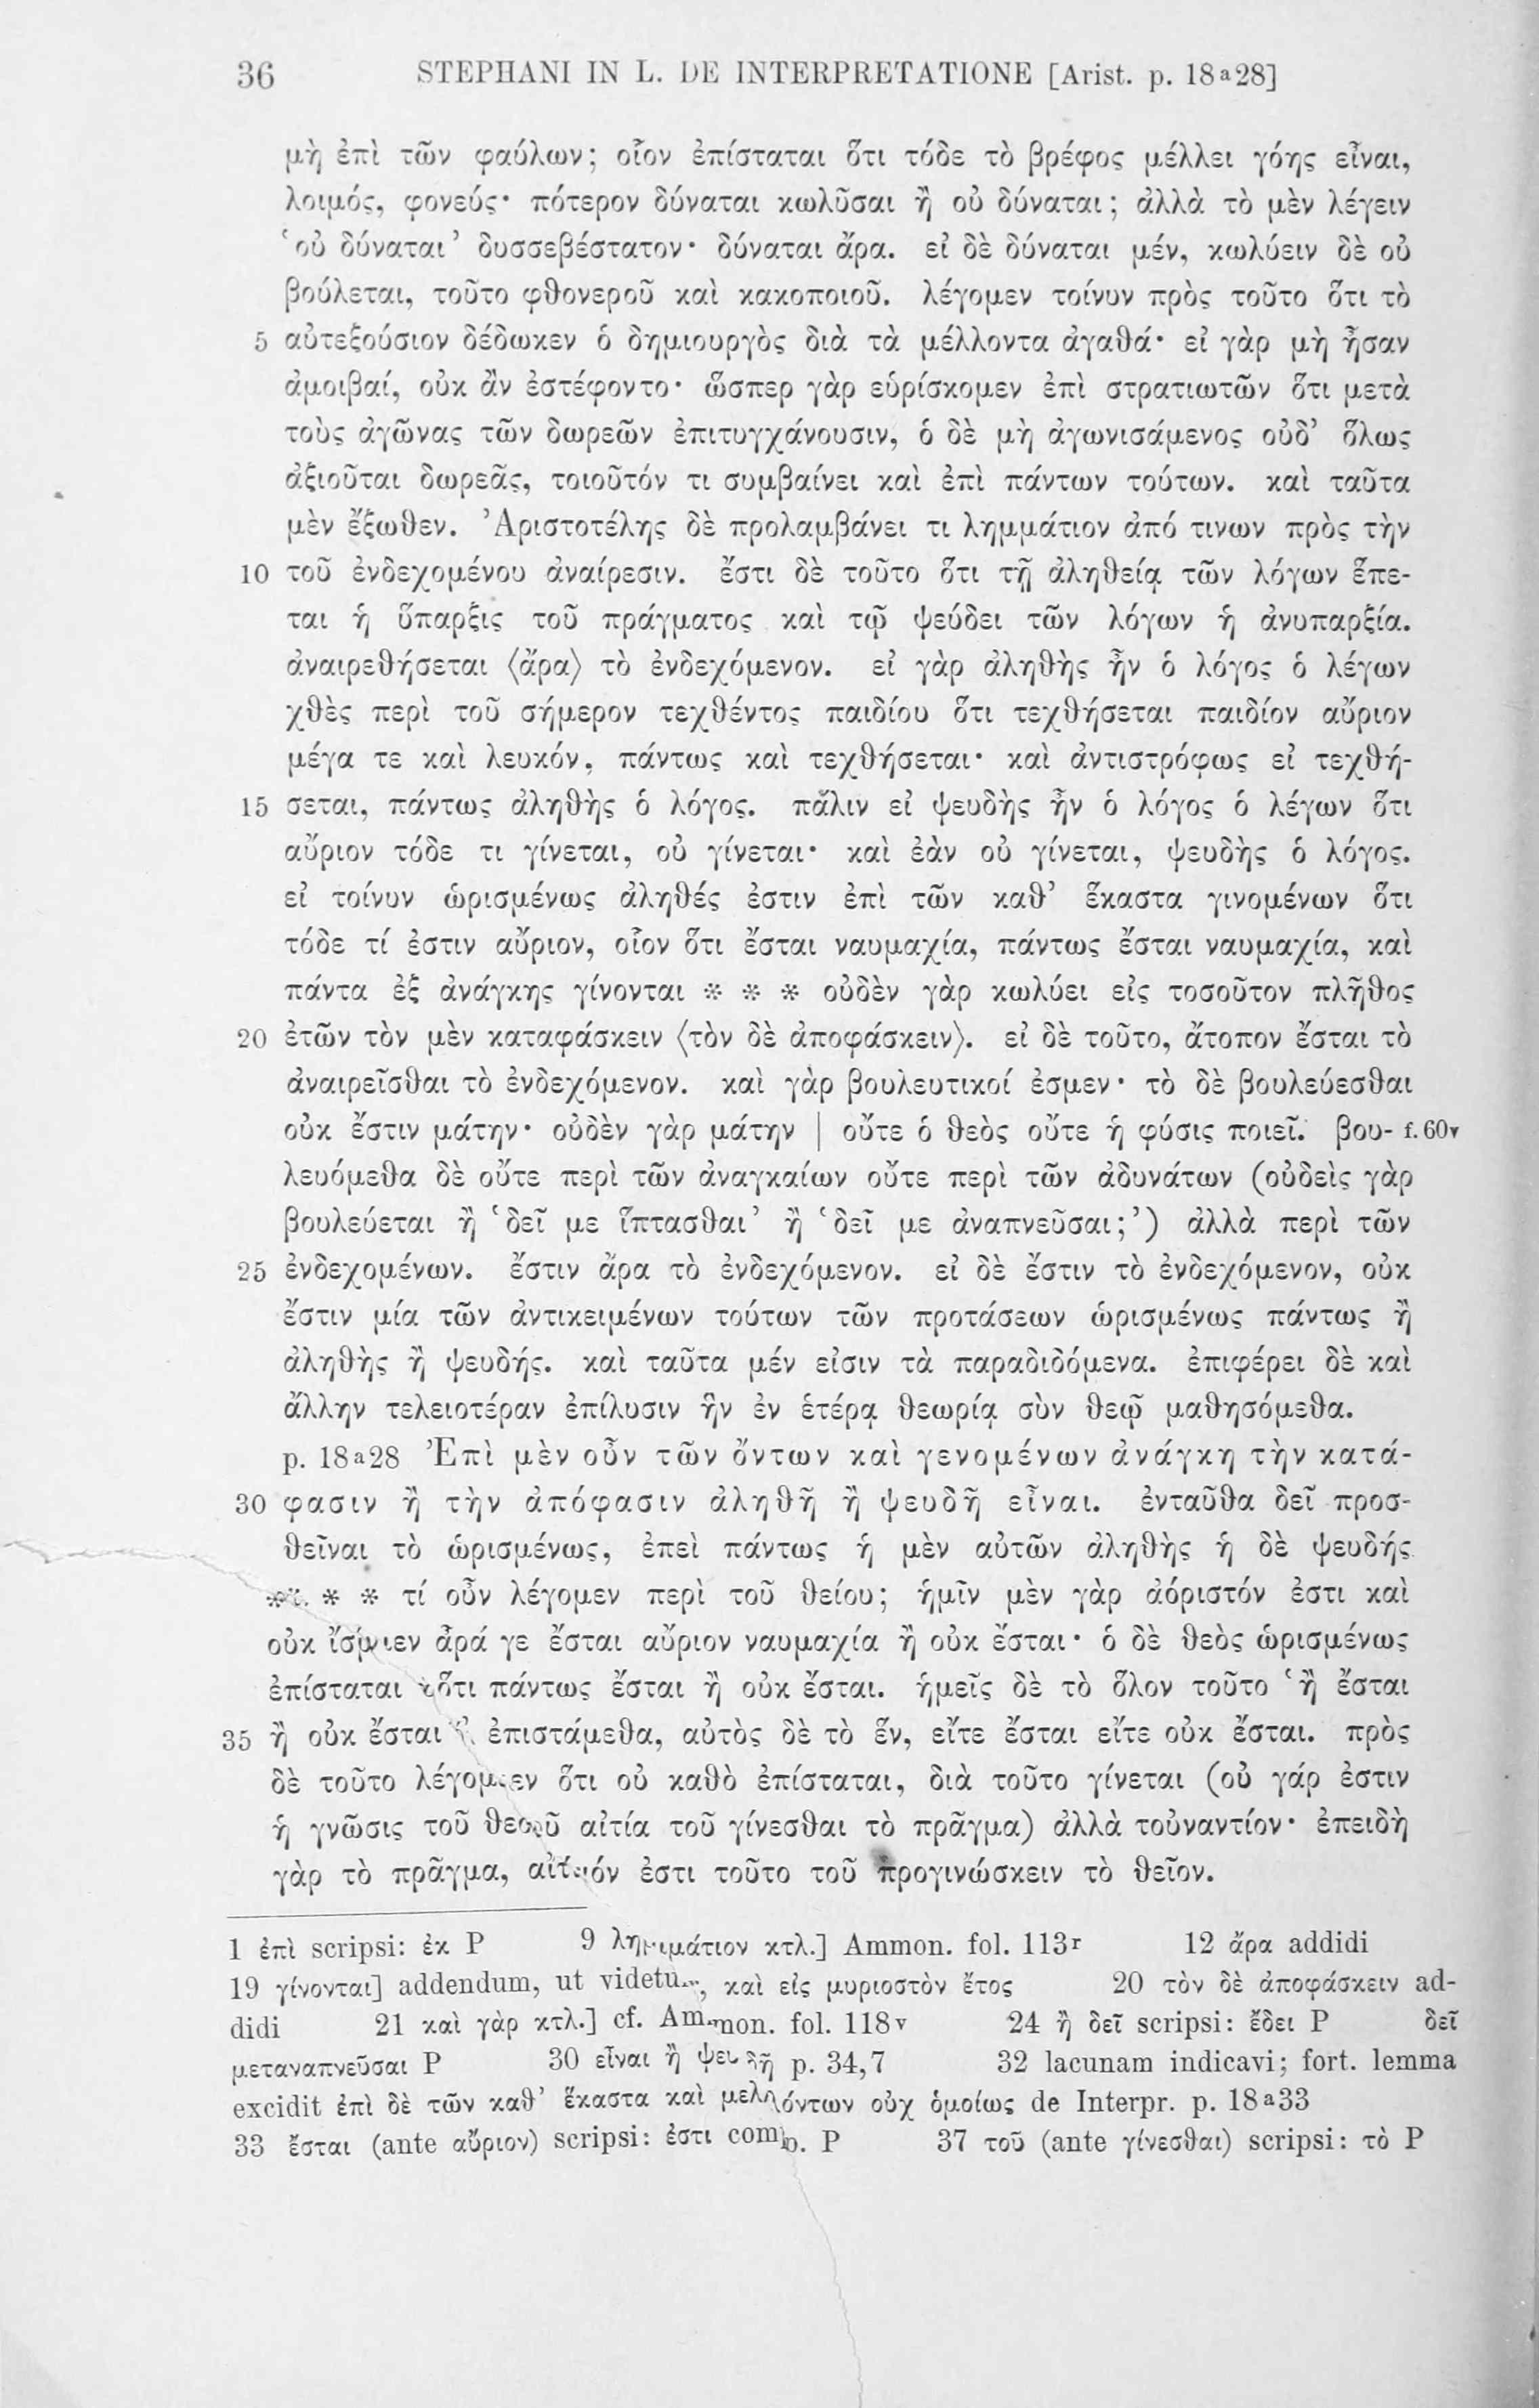 36 STEPHANI IN L. DE INTERPRETATIONE [Arist. p. 18a28]
μὴ ἐπὶ τῶν φαύλων; οἷον ἐπίσταται ὅτι τόδε τὸ βρέφος μέλλει γόης εἶναι,
λοιμός, φονεύς· πότερον δύναται κωλῦσαι ἢ οὐ δύναται; ἀλλὰ τὸ μὲν λέγειν
‘οὐ δύναται’ δυσσεβέστατον· δύναται ἄρα. εἰ δὲ δύναται μέν, κωλύειν δὲ οὐ
βούλεται, τοῦτο φθονεροῦ καὶ κακοποιοῦ. λέγομεν τοίνυν πρὸς τοῦτο ὅτι τὸ
5 αὐτεξούσιον δέδωκεν ὁ δημιουργὸς διὰ τὰ μέλλοντα ἀγαθά· εἰ γὰρ μὴ ἦσαν
ἀμοιβαί, οὐκ ἂν ἐστέφοντο· ὥσπερ γὰρ εὑρίσκομεν ἐπὶ στρατιωτῶν ὅτι μετὰ
τοὺς ἀγῶνας τῶν δωρεῶν ἐπιτυγχάνουσιν, ὁ δὲ μὴ ἀγωνισάμενος οὐδ’ ὅλως
ἀξιοῦται δωρεᾶς, τοιοῦτόν τι συμβαίνει καὶ ἐπὶ πάντων τούτων. καὶ ταῦτα
μὲν ἔξωθεν. Ἀριστοτέλης δὲ προλαμβάνει τι λημμάτιον ἀπό τινων πρὸς τὴν
10 τοῦ ἐνδεχομένου ἀναίρεσιν. ἔστι δὲ τοῦτο ὅτι τῇ ἀληθείᾳ τῶν λόγων ἕπε-
ται ἡ ὕπαρξις τοῦ πράγματος καὶ τῷ ψεύδει τῶν λόγων ἡ ἀνυπαρξία.
ἀναιρεθήσεται ⟨ἄρα⟩ τὸ ἐνδεχόμενον. εἰ γὰρ ἀληθὴς ἦν ὁ λόγος ὁ λέγων
χθὲς περὶ τοῦ σήμερον τεχθέντος παιδίου ὅτι τεχθήσεται παιδίον αὔριον
μέγα τε καὶ λευκόν, πάντως καὶ τεχθήσεται· καὶ ἀντιστρόφως εἰ τεχθή-
15 σεται, πάντως ἀληθὴς ὁ λόγος. πἄλιν εἰ ψευδὴς ἦν ὁ λόγος ὁ λέγων ὅτι
αὔριον τόδε τι γίνεται, οὐ γίνεται· καὶ ἐὰν οὐ γίνεται, ψευδὴς ὁ λόγος.
εἰ τοίνυν ὡρισμένως ἀληθές ἐστιν ἐπὶ τῶν καθ’ ἕκαστα γινομένων ὅτι
τόδε τί ἐστιν αὔριον, οἷον ὅτι ἔσται ναυμαχία, πάντως ἔσται ναυμαχία, καὶ
πάντα ἐξ ἀνάγκης γίνονται * * * οὐδὲν γὰρ κωλύει εἰς τοσοῦτον πλῆθος
20 ἐτῶν τὸν μὲν καταφάσκειν ⟨τὸν δὲ ἀποφάσκειν⟩. εἰ δὲ τοῦτο, ἄτοπον ἔσται τὸ
ἀναιρεῖσθαι τὸ ἐνδεχόμενον. καὶ γὰρ βουλευτικοί ἐσμεν· τὸ δὲ βουλεύεσθαι
οὐκ ἔστιν μάτην· οὐδὲν γὰρ μάτην | οὔτε ὁ θεὸς οὔτε ἡ φύσις ποιεῖ. βου- f.60v
λευόμεθα δὲ οὔτε περὶ τῶν ἀναγκαίων οὔτε περὶ τῶν ἀδυνάτων (οὐδεὶς γὰρ
βουλεύεται ἢ ‘δεῖ με ἵπτασθαι’ ἢ ‘δεῖ με ἀναπνεῦσαι;’) ἀλλὰ περὶ τῶν
25 ἐνδεχομένων. ἔστιν ἄρα τὸ ἐνδεχόμενον. εἰ δὲ ἔστιν τὸ ἐνδεχόμενον, οὐκ
ἔστιν μία τῶν ἀντικειμένων τούτων τῶν προτάσεων ὡρισμένως πάντως ἢ
ἀληθὴς ἢ ψευδής. καὶ ταῦτα μέν εἰσιν τὰ παραδιδόμενα. ἐπιφέρει δὲ καὶ
ἄλλην τελειοτέραν ἐπίλυσιν ἣν ἐν ἑτέρᾳ θεωρίᾳ σὺν θεῷ μαθησόμεθα.
p. 18a28 Ἐπὶ μὲν οὖν τῶν ὄντων καὶ γενομένων ἀνάγκη τὴν κατά-
30 φασιν ἢ τὴν ἀπόφασιν ἀληθῆ ἢ ψευδῆ εἶναι. ἐνταῦθα δεῖ προσ-
θεῖναι τὸ ὡρισμένως, ἐπεὶ πάντως ἡ μὲν αὐτῶν ἀληθὴς ἡ δὲ ψευδής
* * * τί οὖν λέγομεν περὶ τοῦ θείου; ἡμῖν μὲν γὰρ ἀόριστόν ἐστι καὶ
οὐκ ἴσμεν ἆρά γε ἔσται αὔριον ναυμαχία ἢ οὐκ ἔσται· ὁ δὲ θεὸς ὡρισμένως
ἐπίσταται ὅτι πάντως ἔσται ἢ οὐκ ἔσται. ἡμεῖς δὲ τὸ ὅλον τοῦτο ‘ἢ ἔσται
35 ἢ οὐκ ἔσται’ ἐπιστάμεθα, αὐτὸς δὲ τὸ ἕν, εἴτε ἔσται εἴτε οὐκ ἔσται. πρὸς
δὲ τοῦτο λέγομεν ὅτι οὐ καθὸ ἐπίσταται, διὰ τοῦτο γίνεται (οὐ γάρ ἐστιν
ἡ γνῶσις τοῦ θεοῦ αἰτία τοῦ γίνεσθαι τὸ πρᾶγμα) ἀλλὰ τοὐναντίον· ἐπειδὴ
γὰρ τὸ πρᾶγμα, αἴτιόν ἐστι τοῦτο τοῦ προγινώσκειν τὸ θεῖον.
1 ἐπὶ scripsi: ἐκ P 9 λημμάτιον κτλ.] Ammon. fol. 113r 12 ἄρα addidi
19 γίνονται] addendum, ut videtur, καὶ εἰς μυριοστὸν ἔτος 20 τὸν δὲ ἀποφάσκειν ad-
didi 21 καὶ γὰρ κτλ.] cf. Ammon. fol. 118v 24 ἢ δεῖ scripsi: ἔδει P δεῖ
μεταναπνεῦσαι P 30 εἶναι ἢ ψευδῆ p. 34,7 32 lacunam indicavi; fort. lemma
excidit ἐπὶ δὲ τῶν καθ’ ἕκαστα καὶ μελλόντων οὐχ ὁμοίως de Interpr. p. 18a33
33 ἔσται (ante αὔριον) scripsi: ἐστι comp. P 37 τοῦ (ante γίνεσθαι) scripsi: τὸ P